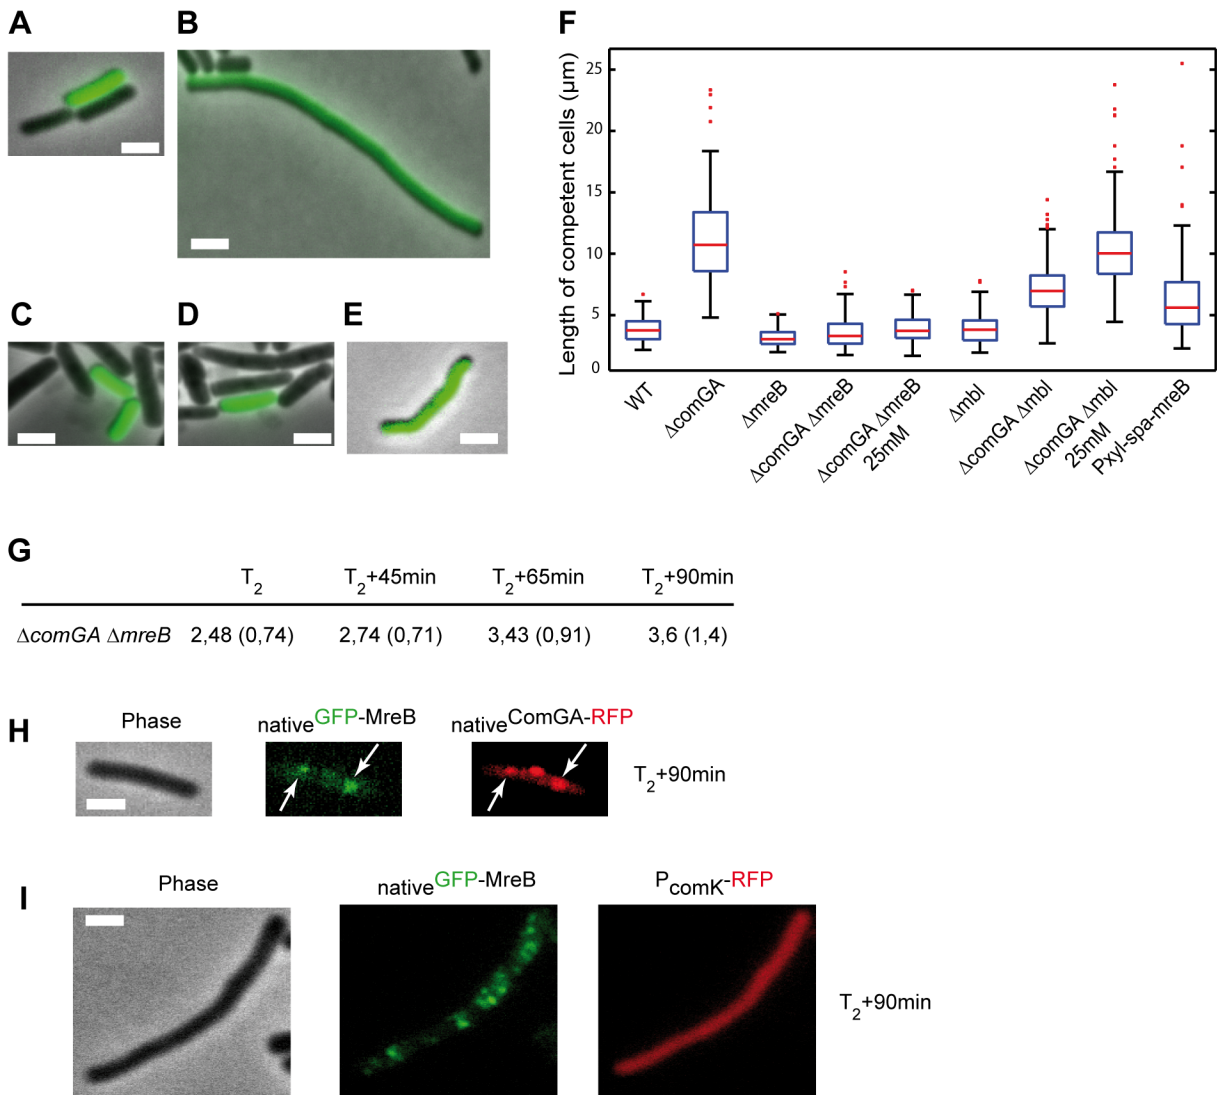 A
B
C
D
E
F
Length of competent cells (µm)
25
20
15
10
5
0
WT
ΔcomGA
ΔmreB
ΔcomGA ΔmreB
ΔcomGA ΔmreB
25mM
Δmbl
ΔcomGA Δmbl
ΔcomGA Δmbl
25mM
Pxyl-spa-mreB
G
T2 T2+45min T2+65min T2+90min
ΔcomGA ΔmreB 2,48 (0,74) 2,74 (0,71) 3,43 (0,91) 3,6 (1,4)
H
Phase nativeGFP-MreB nativeComGA-RFP
T2+90min
I
Phase nativeGFP-MreB PcomK-RFP
T2+90min